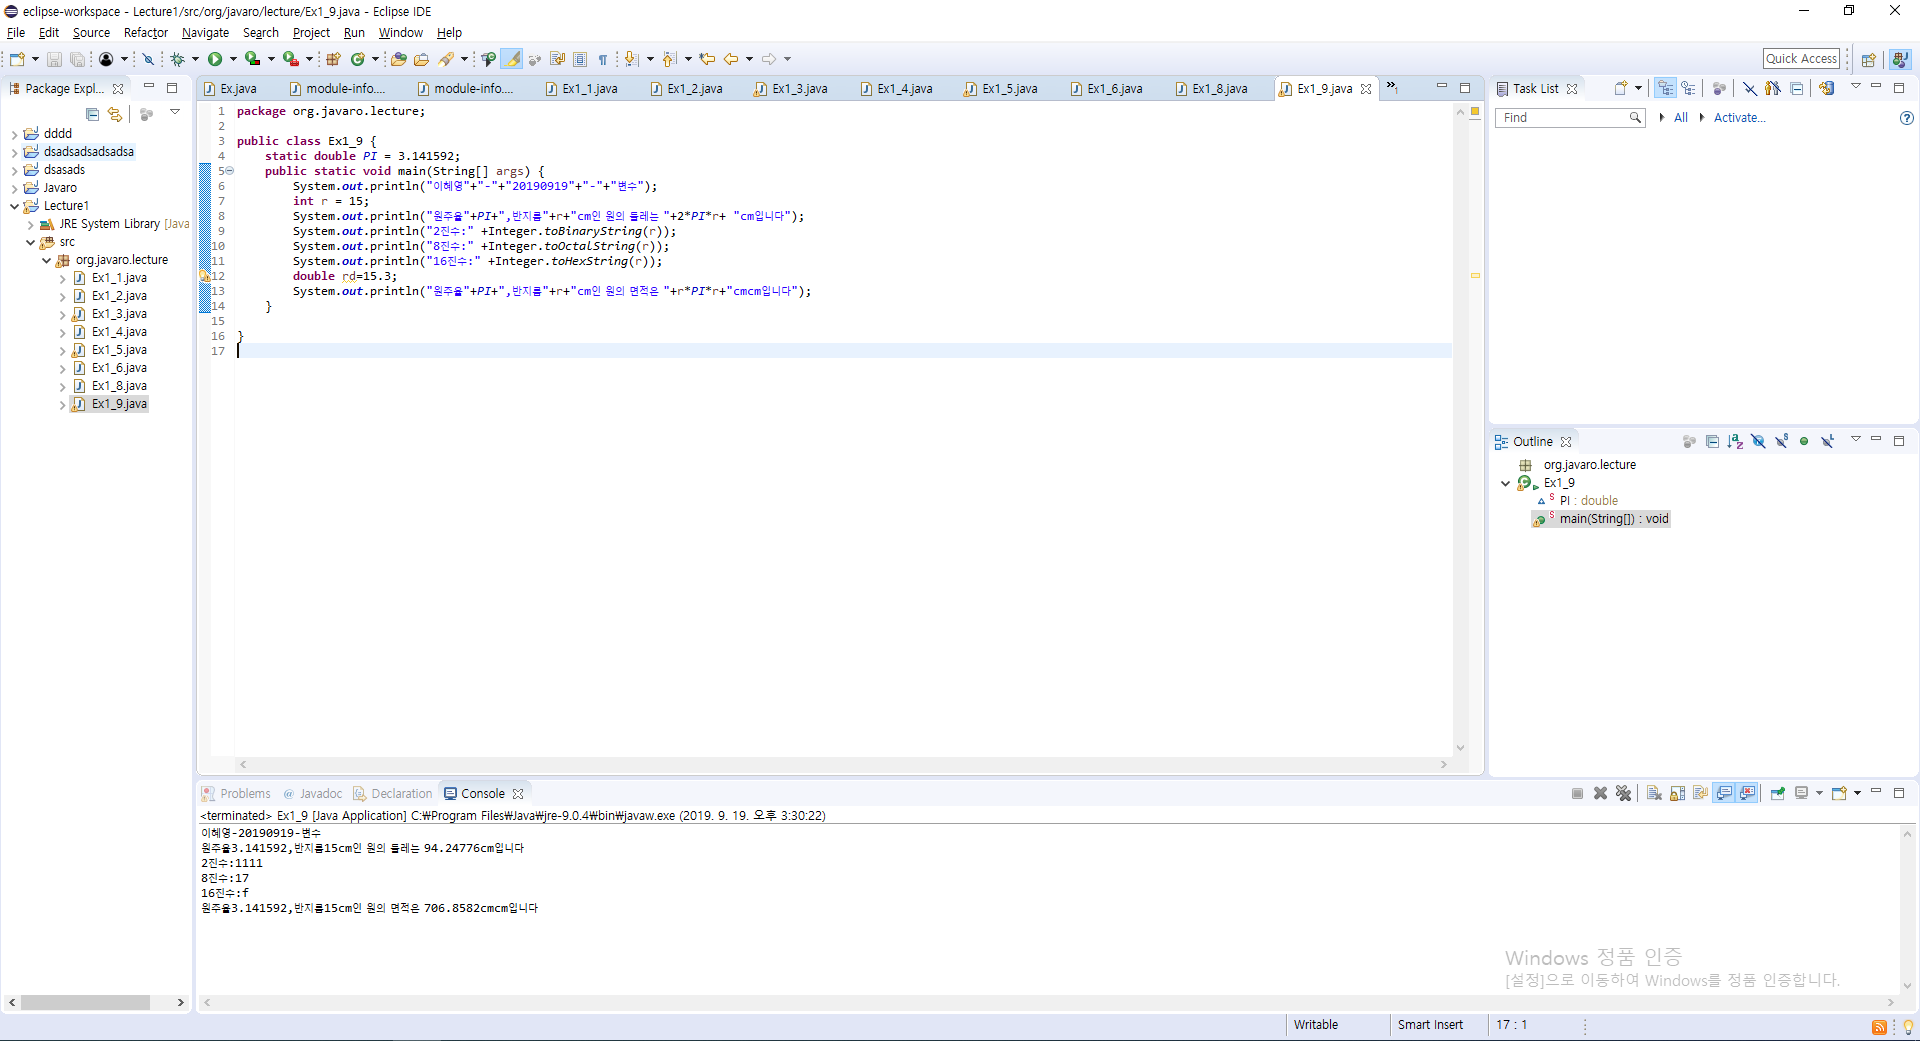 eclipse-workspace - Lecture1/src/org/javaro/lecture/Ex1_9.java - Eclipse IDE
File Edit Source Refactor Navigate Search Project Run Window Help
Quick Access
Package Expl...
dddd
dsadsadsadsadsa
dsasads
Javaro
Lecture1
JRE System Library [Java
src
org.javaro.lecture
Ex1_1.java
Ex1_2.java
Ex1_3.java
Ex1_4.java
Ex1_5.java
Ex1_6.java
Ex1_8.java
Ex1_9.java
Ex.java module-info.... module-info.... Ex1_1.java Ex1_2.java Ex1_3.java Ex1_4.java Ex1_5.java Ex1_6.java Ex1_8.java Ex1_9.java »1
1 package org.javaro.lecture;
2
3 public class Ex1_9 {
4 static double PI = 3.141592;
5 public static void main(String[] args) {
6 System.out.println("이혜영"+"-"+"20190919"+"-"+"변수");
7 int r = 15;
8 System.out.println("원주율"+PI+",반지름"+r+"cm인 원의 둘레는 "+2*PI*r+ "cm입니다");
9 System.out.println("2진수:" +Integer.toBinaryString(r));
10 System.out.println("8진수:" +Integer.toOctalString(r));
11 System.out.println("16진수:" +Integer.toHexString(r));
12 double rd=15.3;
13 System.out.println("원주율"+PI+",반지름"+r+"cm인 원의 면적은 "+r*PI*r+"cmcm입니다");
14 }
15
16 }
17
Task List
Find
All Activate...
Outline
org.javaro.lecture
Ex1_9
PI : double
main(String[]) : void
Problems @ Javadoc Declaration Console
<terminated> Ex1_9 [Java Application] C:₩Program Files₩Java₩jre-9.0.4₩bin₩javaw.exe (2019. 9. 19. 오후 3:30:22)
이혜영-20190919-변수
원주율3.141592,반지름15cm인 원의 둘레는 94.24776cm입니다
2진수:1111
8진수:17
16진수:f
원주율3.141592,반지름15cm인 원의 면적은 706.8582cmcm입니다
Windows 정품 인증
[설정]으로 이동하여 Windows를 정품 인증합니다.
Writable Smart Insert 17 : 1